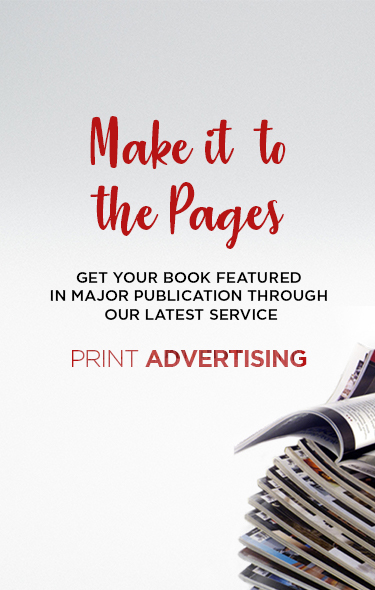 Make it to
the Pages
GET YOUR BOOK FEATURED
IN MAJOR PUBLICATION THROUGH
OUR LATEST SERVICE
PRINT ADVERTISING